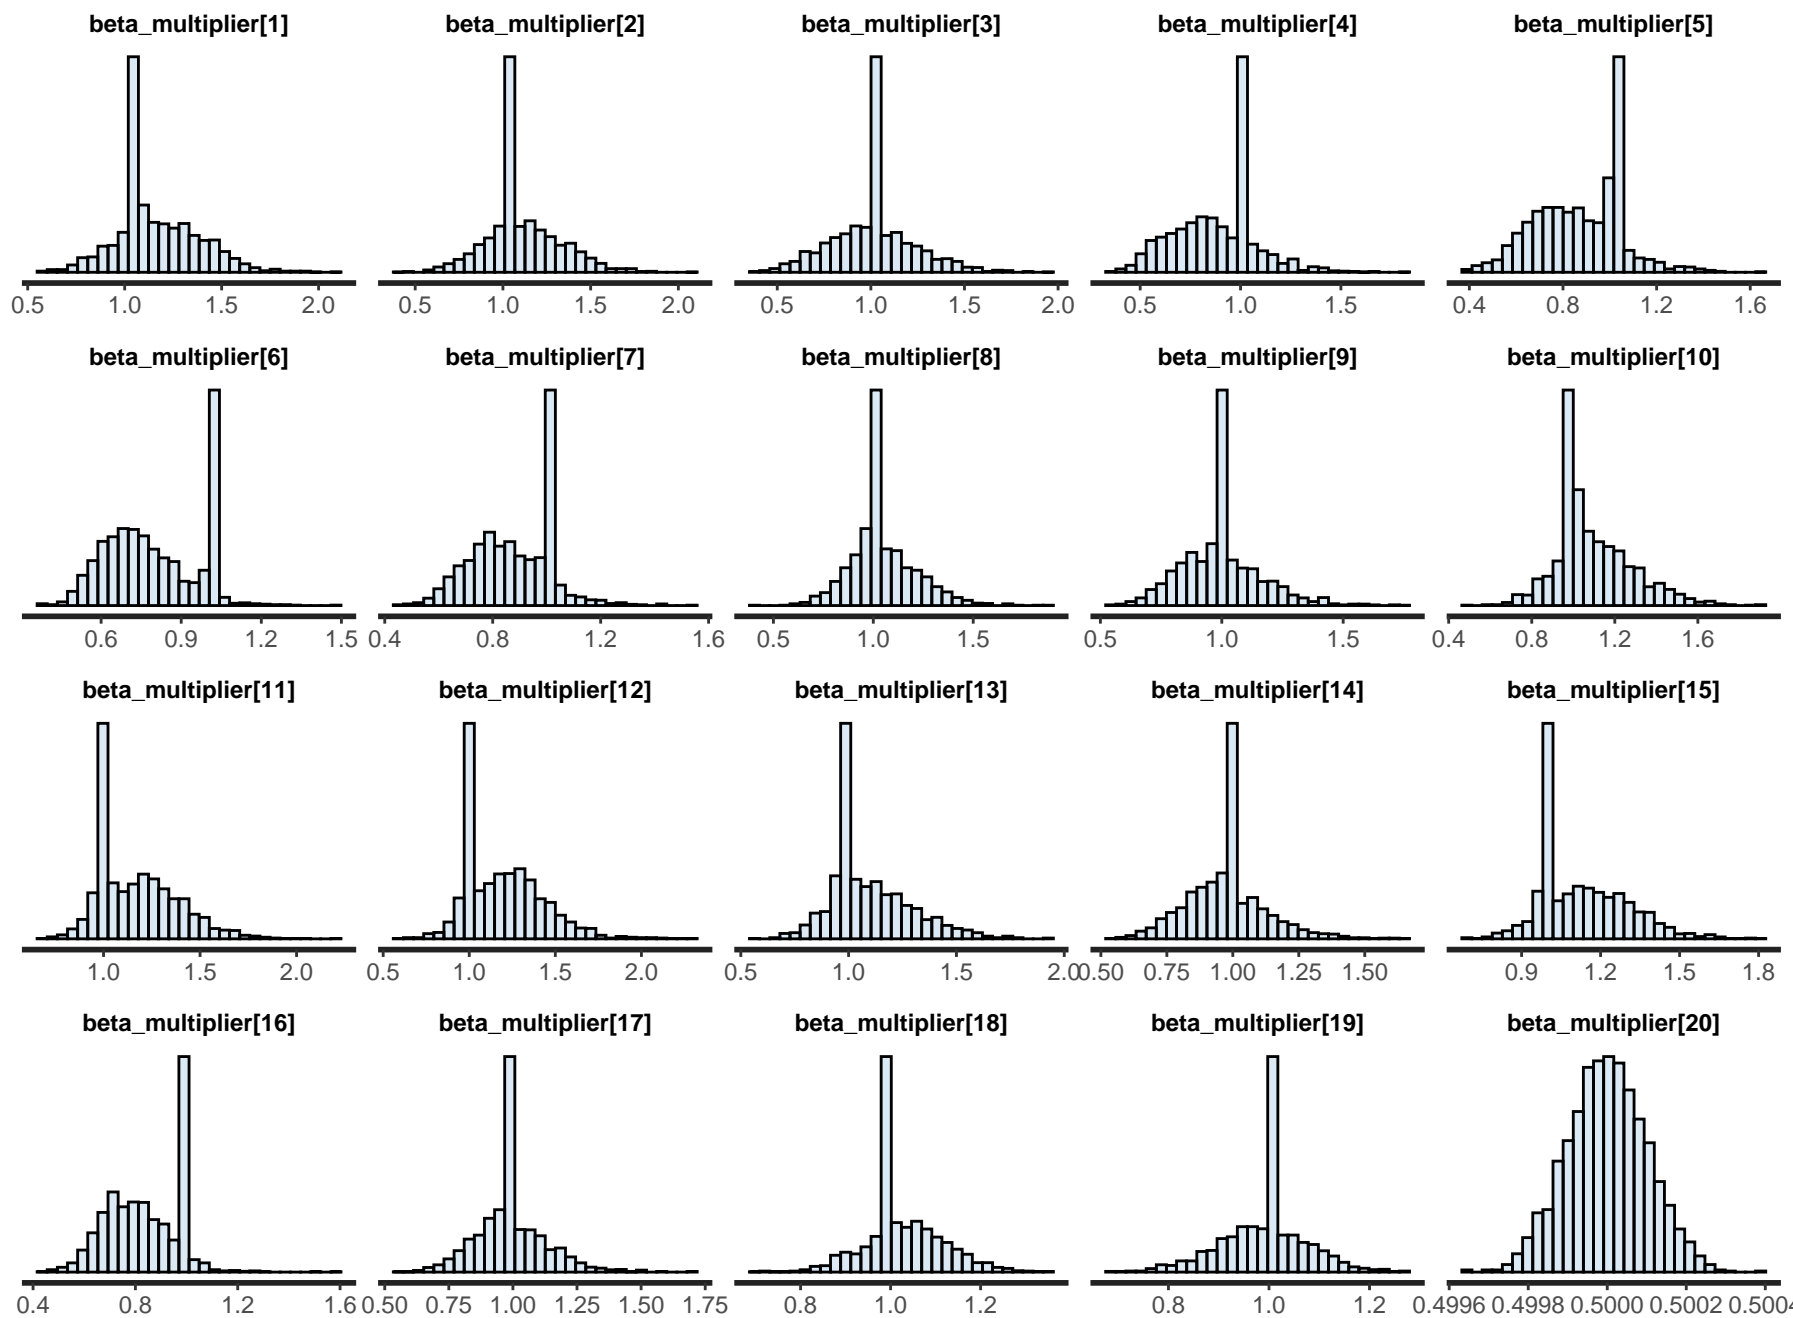 beta_multiplier[1] beta_multiplier[2] beta_multiplier[3] beta_multiplier[4] beta_multiplier[5]
0.5 1.0 1.5 2.0 0.5 1.0 1.5 2.0 0.5 1.0 1.5 2.0 0.5 1.0 1.5 0.4 0.8 1.2 1.6
beta_multiplier[6] beta_multiplier[7] beta_multiplier[8] beta_multiplier[9] beta_multiplier[10]
0.6 0.9 1.2 1.5 0.4 0.8 1.2 1.6 0.5 1.0 1.5 0.5 1.0 1.5 0.4 0.8 1.2 1.6
beta_multiplier[11] beta_multiplier[12] beta_multiplier[13] beta_multiplier[14] beta_multiplier[15]
1.0 1.5 2.0 0.5 1.0 1.5 2.0 0.5 1.0 1.5 2.0 0.50 0.75 1.00 1.25 1.50 0.9 1.2 1.5 1.8
beta_multiplier[16] beta_multiplier[17] beta_multiplier[18] beta_multiplier[19] beta_multiplier[20]
0.4 0.8 1.2 1.6 0.50 0.75 1.00 1.25 1.50 1.75 0.8 1.0 1.2 0.8 1.0 1.2 0.4996 0.4998 0.5000 0.5002 0.5004